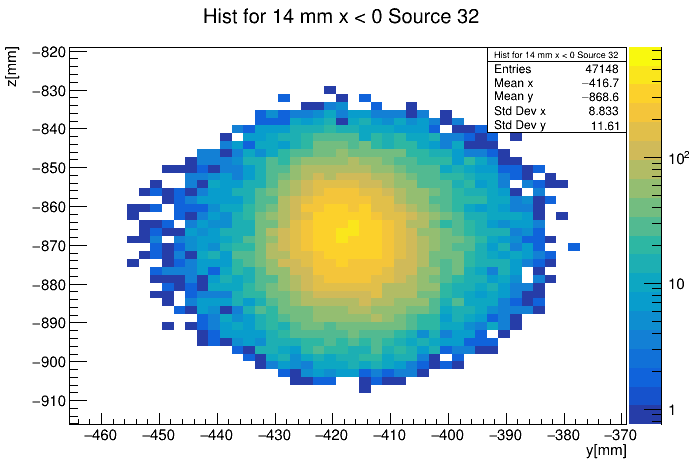 Hist for 14 mm x < 0 Source 32
z[mm]
−820
−830
−840
−850
−860
−870
−880
−890
−900
−910
Hist for 14 mm x < 0 Source 32
Entries 47148
Mean x −416.7
Mean y −868.6
Std Dev x 8.833
Std Dev y 11.61
10²
10
1
−460 −450 −440 −430 −420 −410 −400 −390 −380 −370
y[mm]